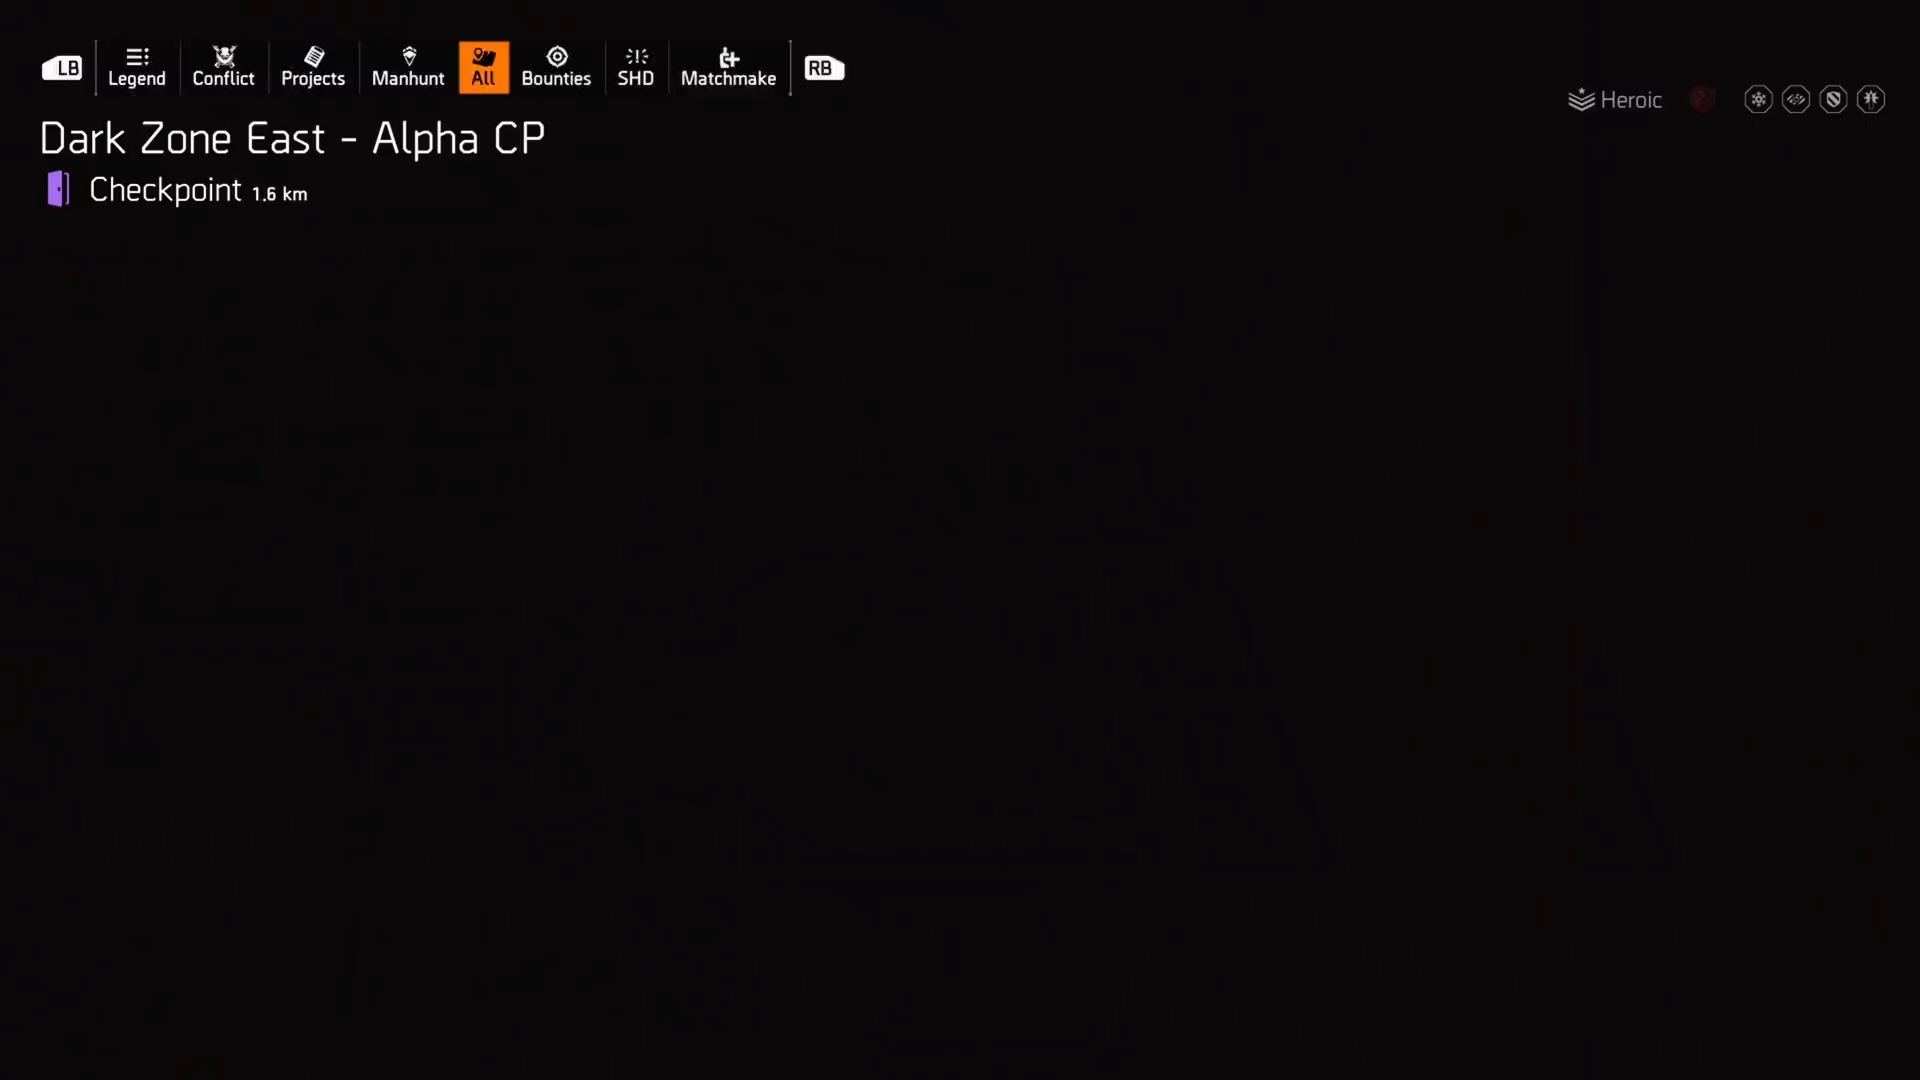 LB Legend Conflict Projects Manhunt All Bounties SHD Matchmake RB
Heroic
Dark Zone East - Alpha CP
Checkpoint 1.6 km